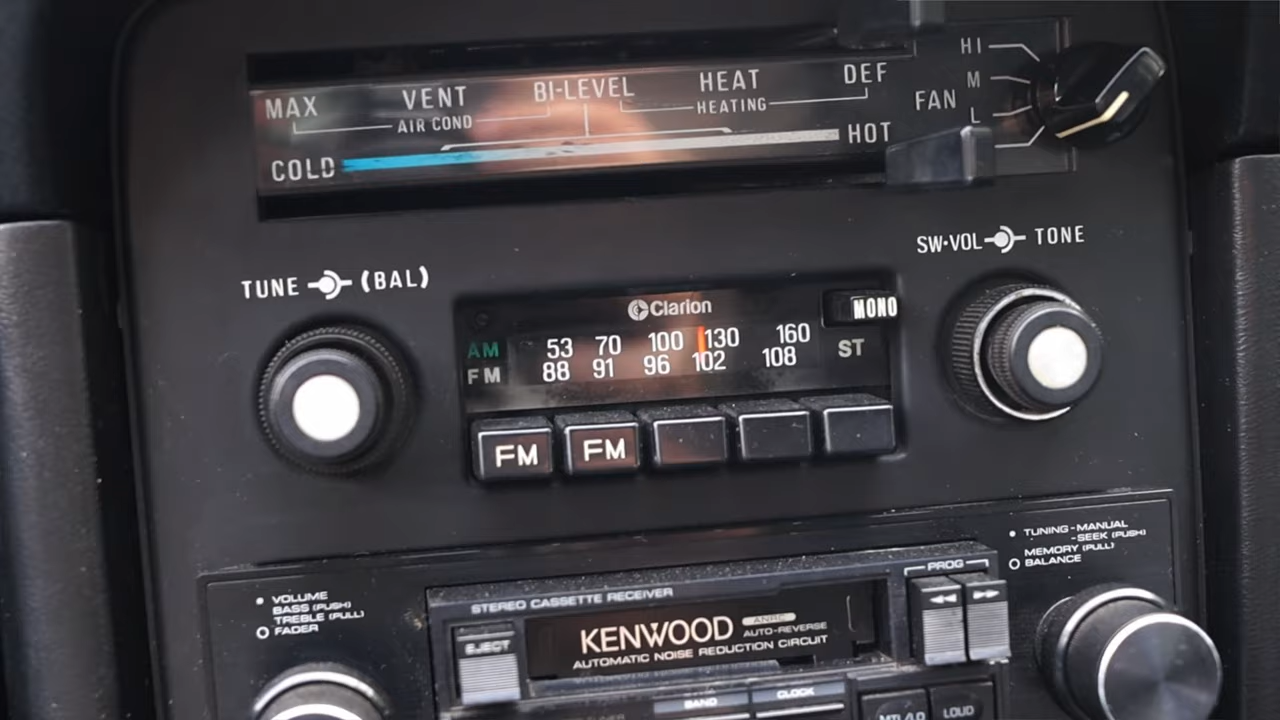 MAX VENT BI-LEVEL HEAT DEF
AIR COND HEATING
COLD HOT
FAN
HI
M
L
TUNE (BAL)
SW·VOL TONE
Clarion
MONO
AM 53 70 100 130 160
FM 88 91 96 102 108
ST
FM FM
VOLUME
BASS (PUSH)
TREBLE (PULL)
FADER
STEREO CASSETTE RECEIVER
EJECT
KENWOOD ANRC
AUTO-REVERSE
AUTOMATIC NOISE REDUCTION CIRCUIT
PROG
TUNING-MANUAL
-SEEK (PUSH)
MEMORY (PULL)
BALANCE
BAND CLOCK
LOUD